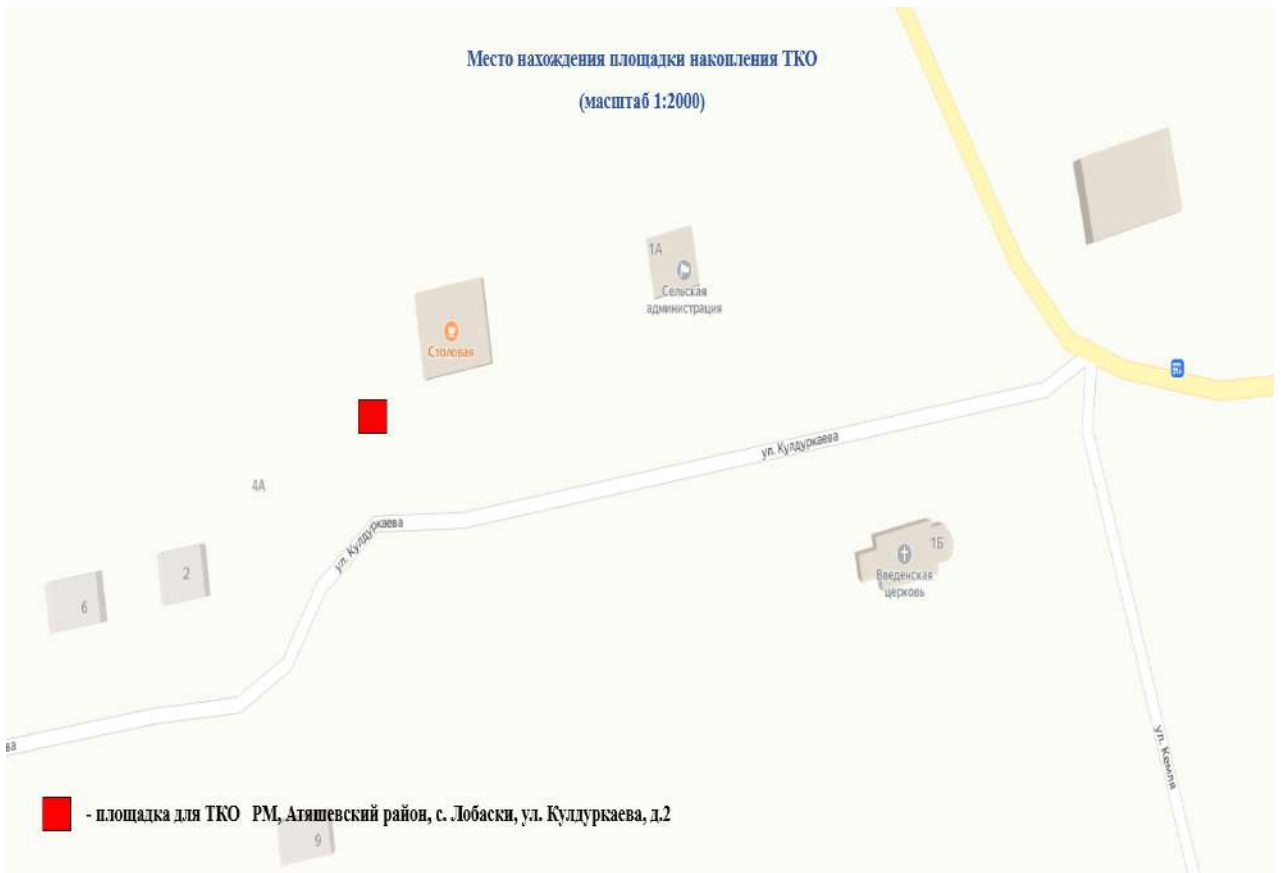 Место нахождения площадки накопления ТКО
(масштаб 1:2000)
1А
Сельская
администрация
Столовая
ул. Кулдуркаева
4А
ул. Кулдуркаева
2
6
1Б
Введенская
церковь
ва
ул. Кемля
- площадка для ТКО РМ, Атяшевский район, с. Лобаски, ул. Кулдуркаева, д.2
9